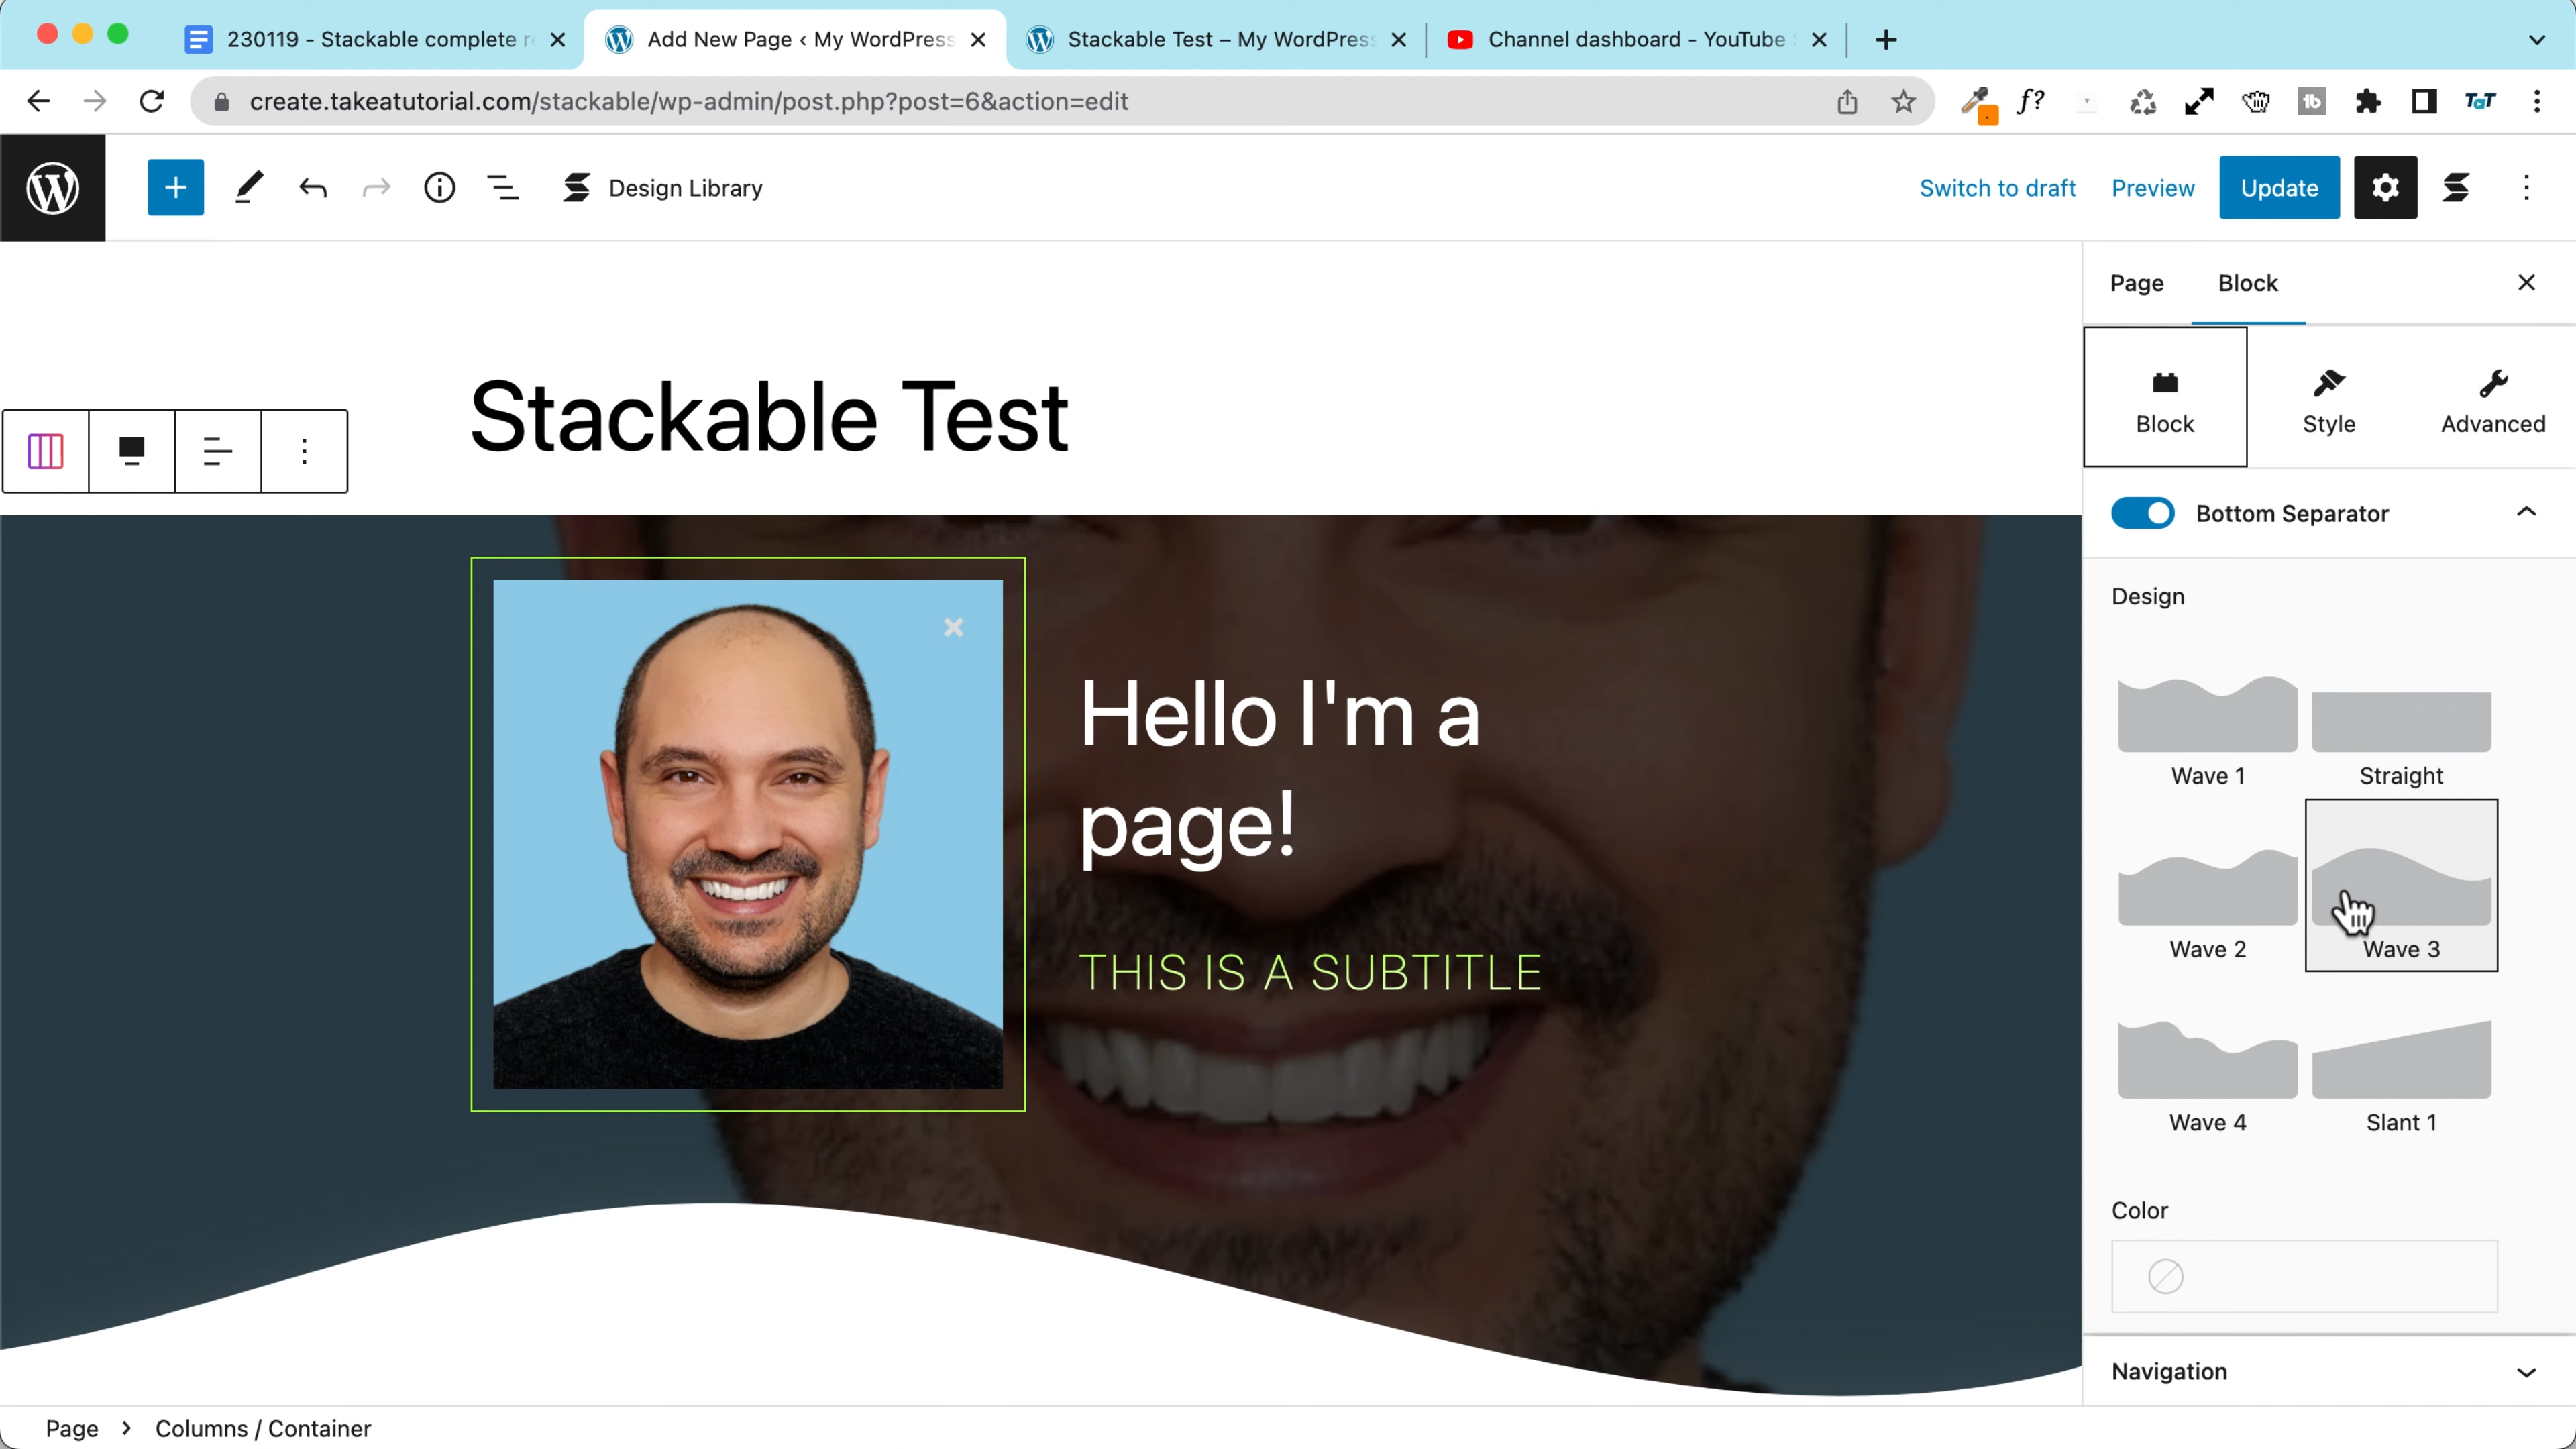 230119 - Stackable complete r
Add New Page ‹ My WordPress
Stackable Test – My WordPress
Channel dashboard - YouTube S
create.takeatutorial.com/stackable/wp-admin/post.php?post=6&action=edit
f?
tb
TaT
Design Library
Switch to draft
Preview
Update
Page
Block
Block
Style
Advanced
Stackable Test
Bottom Separator
Design
Wave 1
Straight
Wave 2
Wave 3
Wave 4
Slant 1
Hello I'm a
page!
THIS IS A SUBTITLE
Color
Navigation
Page › Columns / Container